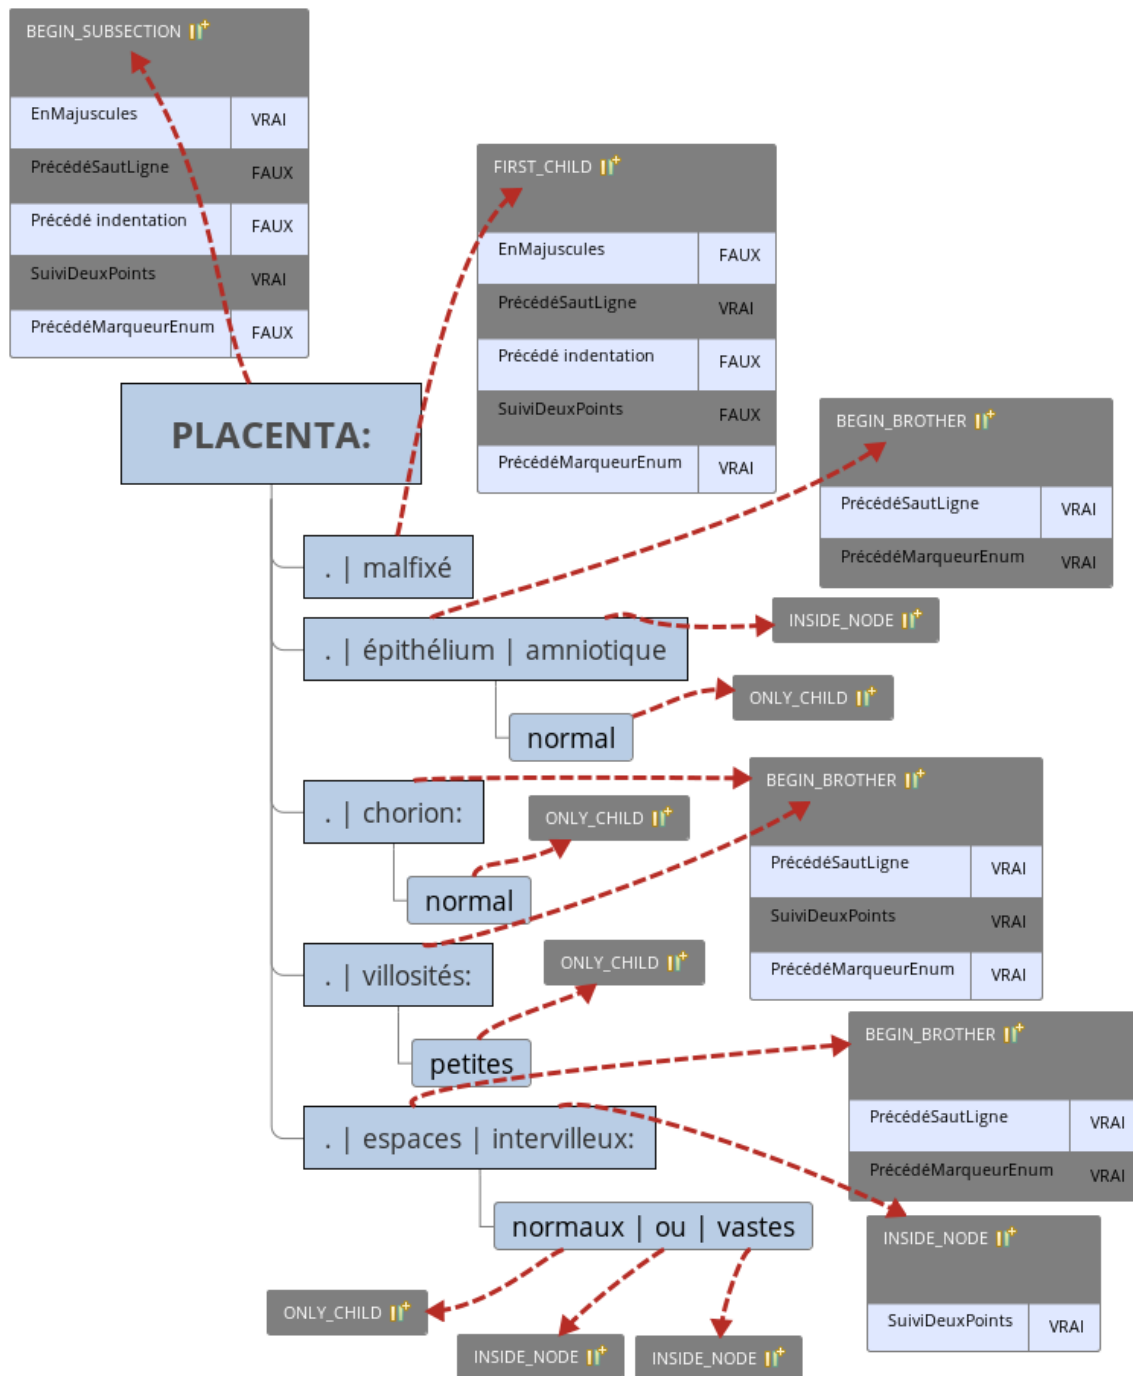 BEGIN_SUBSECTION
EnMajuscules VRAI
PrécédéSautLigne FAUX
Précédé indentation FAUX
SuiviDeuxPoints VRAI
PrécédéMarqueurEnum FAUX
FIRST_CHILD
EnMajuscules FAUX
PrécédéSautLigne VRAI
Précédé indentation FAUX
SuiviDeuxPoints FAUX
PrécédéMarqueurEnum VRAI
PLACENTA:
BEGIN_BROTHER
PrécédéSautLigne VRAI
PrécédéMarqueurEnum VRAI
. | malfixé
. | épithélium | amniotique
INSIDE_NODE
normal
ONLY_CHILD
. | chorion:
ONLY_CHILD
normal
BEGIN_BROTHER
PrécédéSautLigne VRAI
SuiviDeuxPoints VRAI
PrécédéMarqueurEnum VRAI
. | villosités:
ONLY_CHILD
petites
BEGIN_BROTHER
PrécédéSautLigne VRAI
PrécédéMarqueurEnum VRAI
. | espaces | intervilleux:
INSIDE_NODE
SuiviDeuxPoints VRAI
normaux | ou | vastes
ONLY_CHILD
INSIDE_NODE
INSIDE_NODE